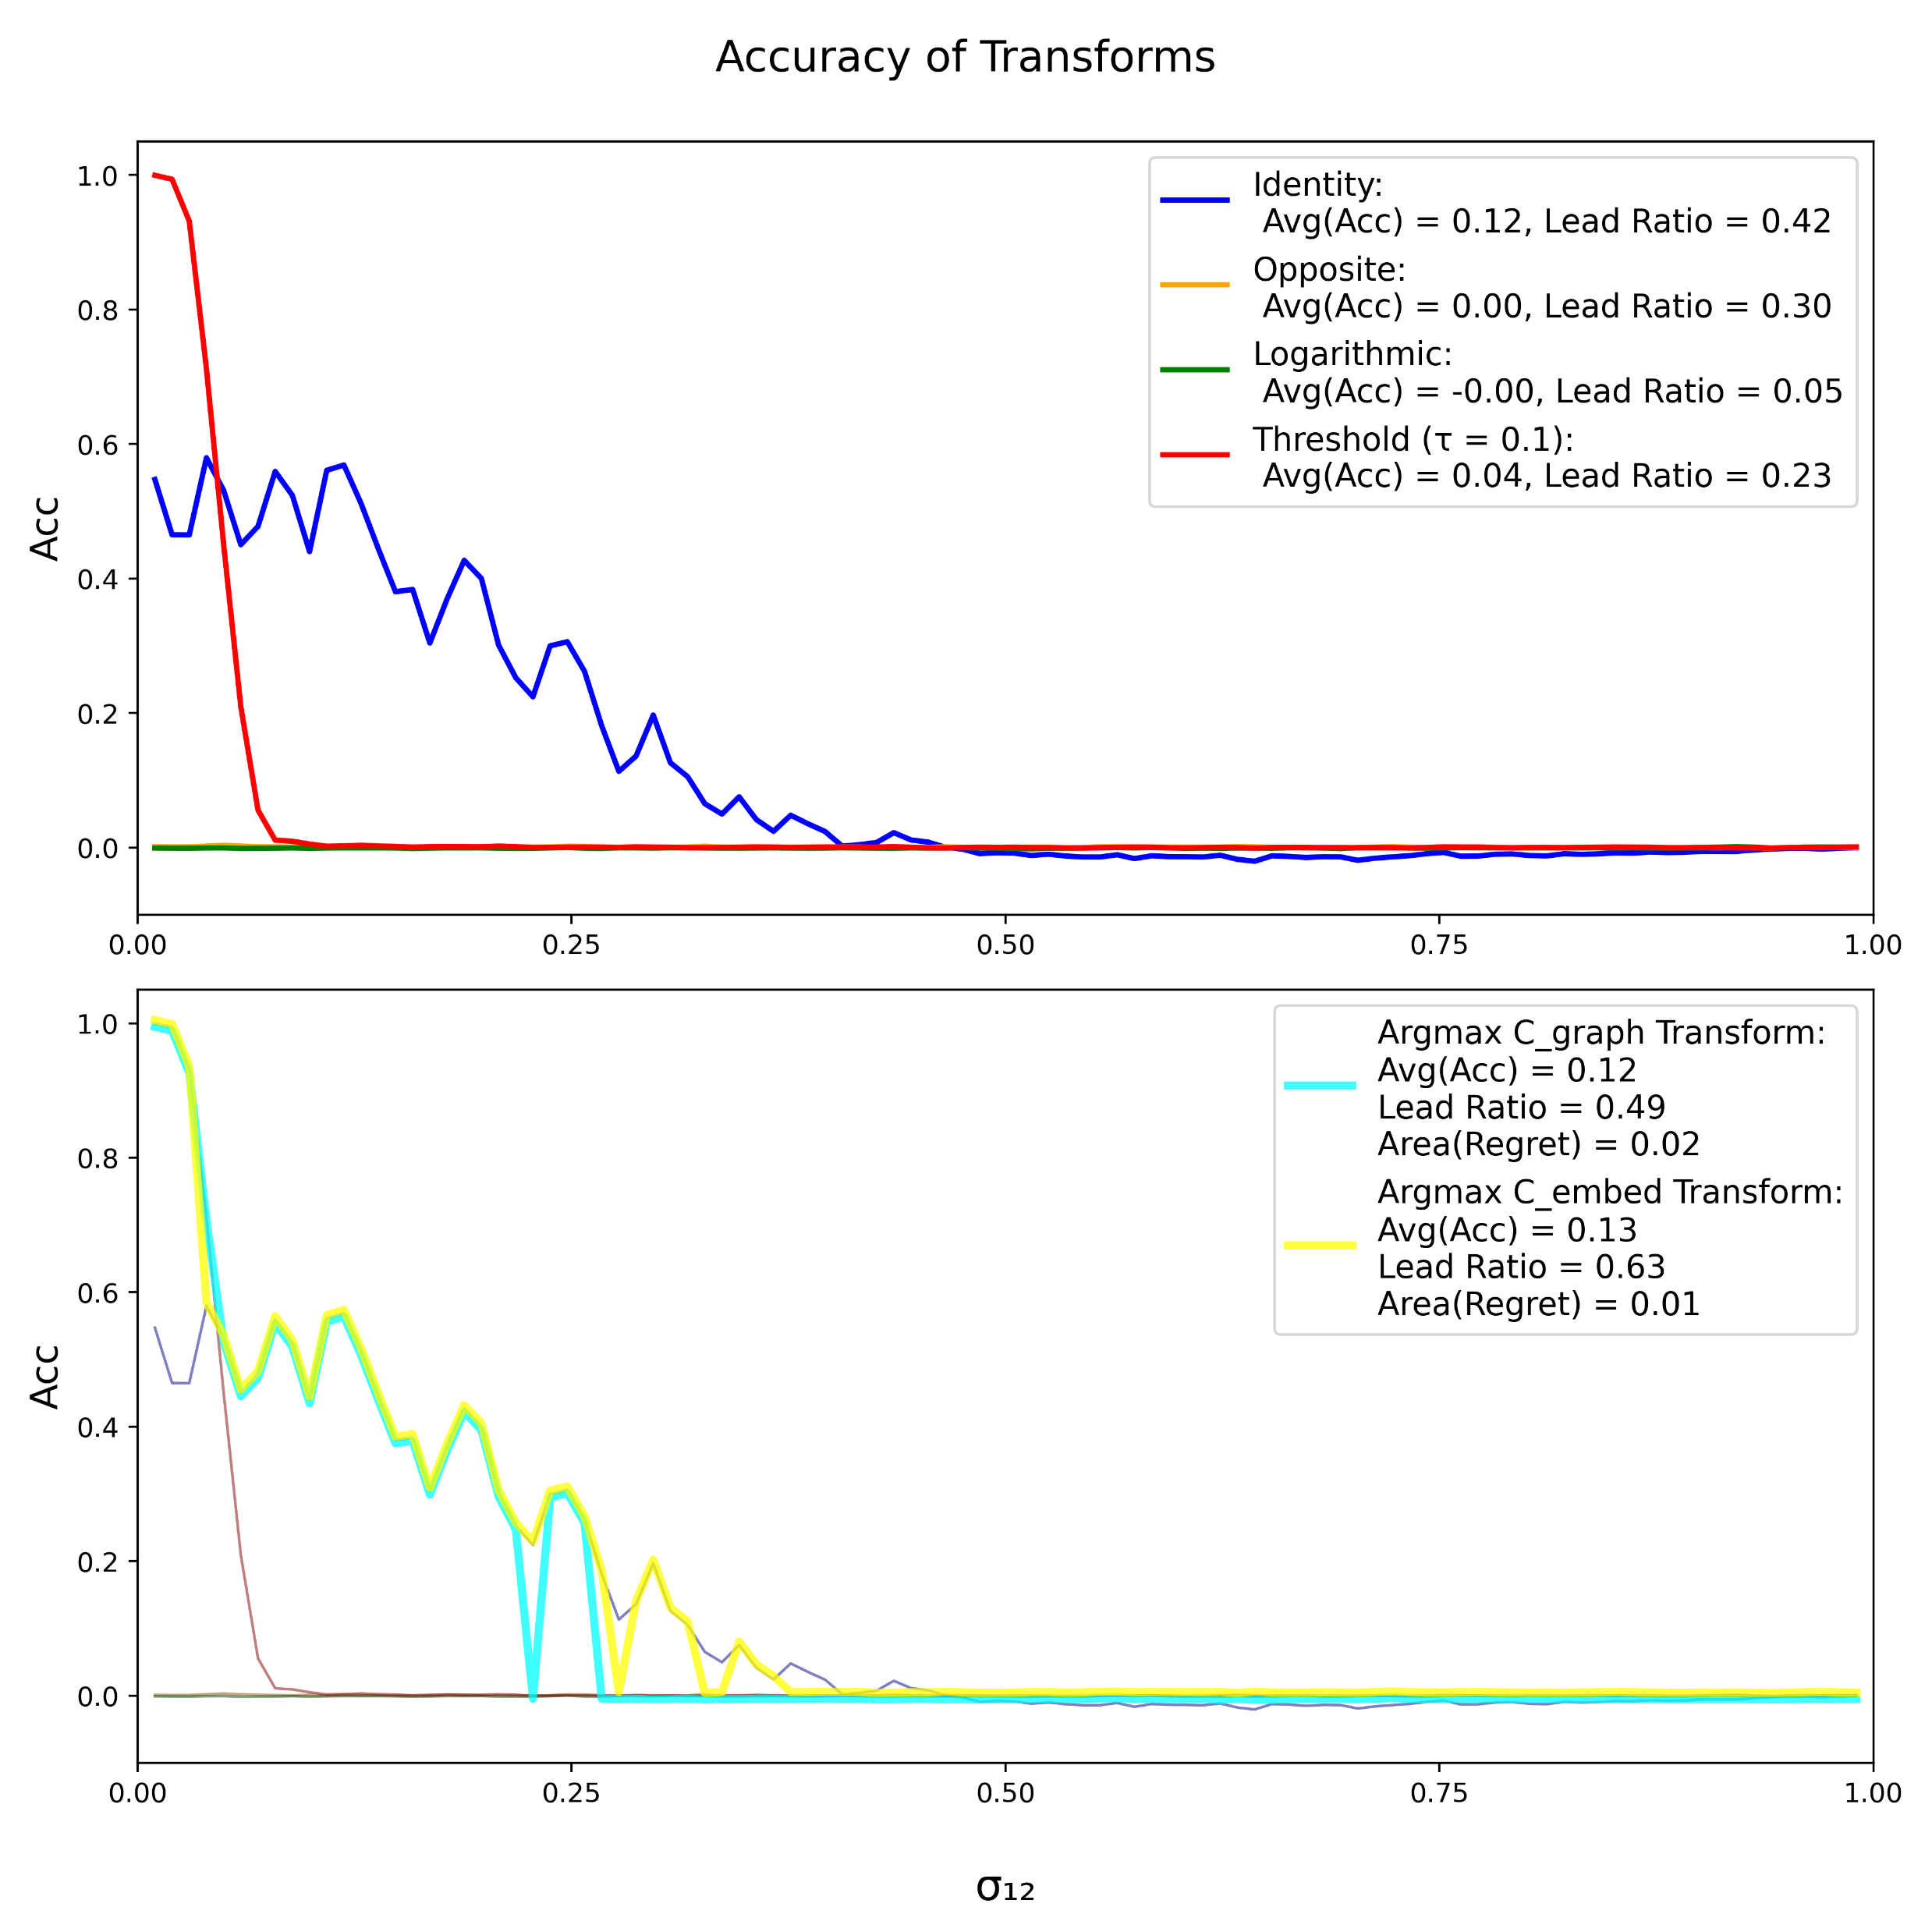 Accuracy of Transforms
Acc
1.0
0.8
0.6
0.4
0.2
0.0
0.00 0.25 0.50 0.75 1.00
Identity:
Avg(Acc) = 0.12, Lead Ratio = 0.42
Opposite:
Avg(Acc) = 0.00, Lead Ratio = 0.30
Logarithmic:
Avg(Acc) = -0.00, Lead Ratio = 0.05
Threshold (τ = 0.1):
Avg(Acc) = 0.04, Lead Ratio = 0.23
Acc
1.0
0.8
0.6
0.4
0.2
0.0
0.00 0.25 0.50 0.75 1.00
Argmax C_graph Transform:
Avg(Acc) = 0.12
Lead Ratio = 0.49
Area(Regret) = 0.02
Argmax C_embed Transform:
Avg(Acc) = 0.13
Lead Ratio = 0.63
Area(Regret) = 0.01
σ₁₂